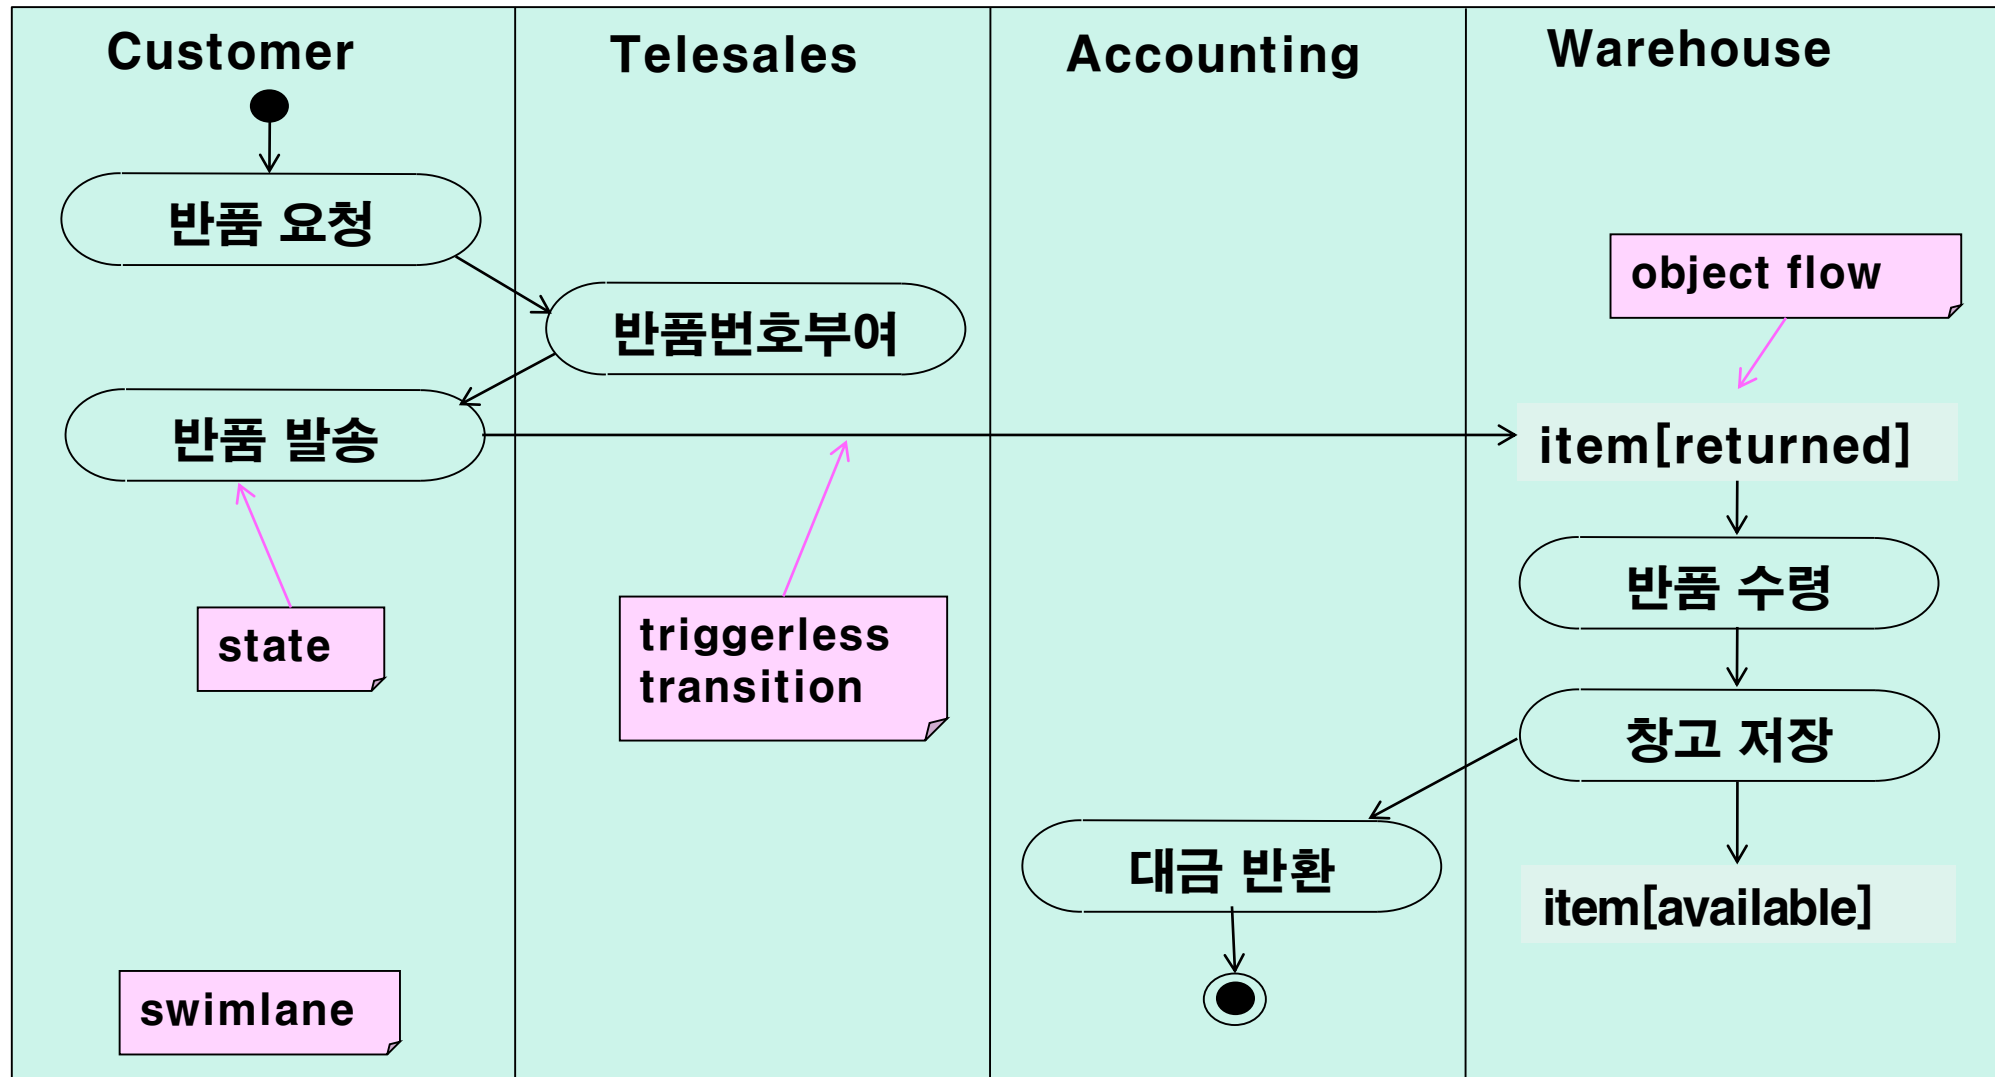 Customer
Telesales
Accounting
Warehouse
반품 요청
object flow
반품번호부여
반품 발송
item[returned]
반품 수령
state
triggerless
transition
창고 저장
대금 반환
item[available]
swimlane